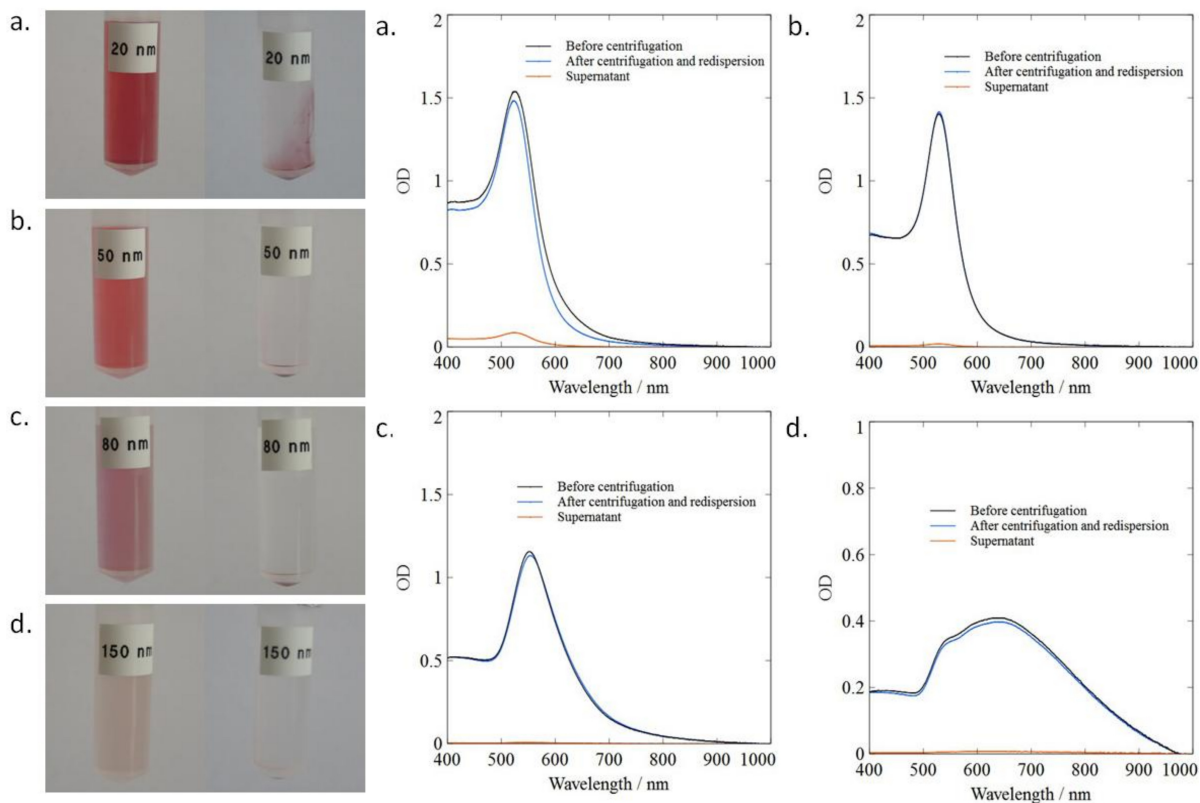 a.
20 nm
20 nm
b.
50 nm
50 nm
c.
80 nm
80 nm
d.
150 nm
150 nm
a.
2
1.5
1
0.5
0
OD
Before centrifugation
After centrifugation and redispersion
Supernatant
400 500 600 700 800 900 1000
Wavelength / nm
b.
2
1.5
1
0.5
0
OD
Before centrifugation
After centrifugation and redispersion
Supernatant
400 500 600 700 800 900 1000
Wavelength / nm
c.
2
1.5
1
0.5
0
OD
Before centrifugation
After centrifugation and redispersion
Supernatant
400 500 600 700 800 900 1000
Wavelength / nm
d.
1
0.8
0.6
0.4
0.2
0
OD
Before centrifugation
After centrifugation and redispersion
Supernatant
400 500 600 700 800 900 1000
Wavelength / nm